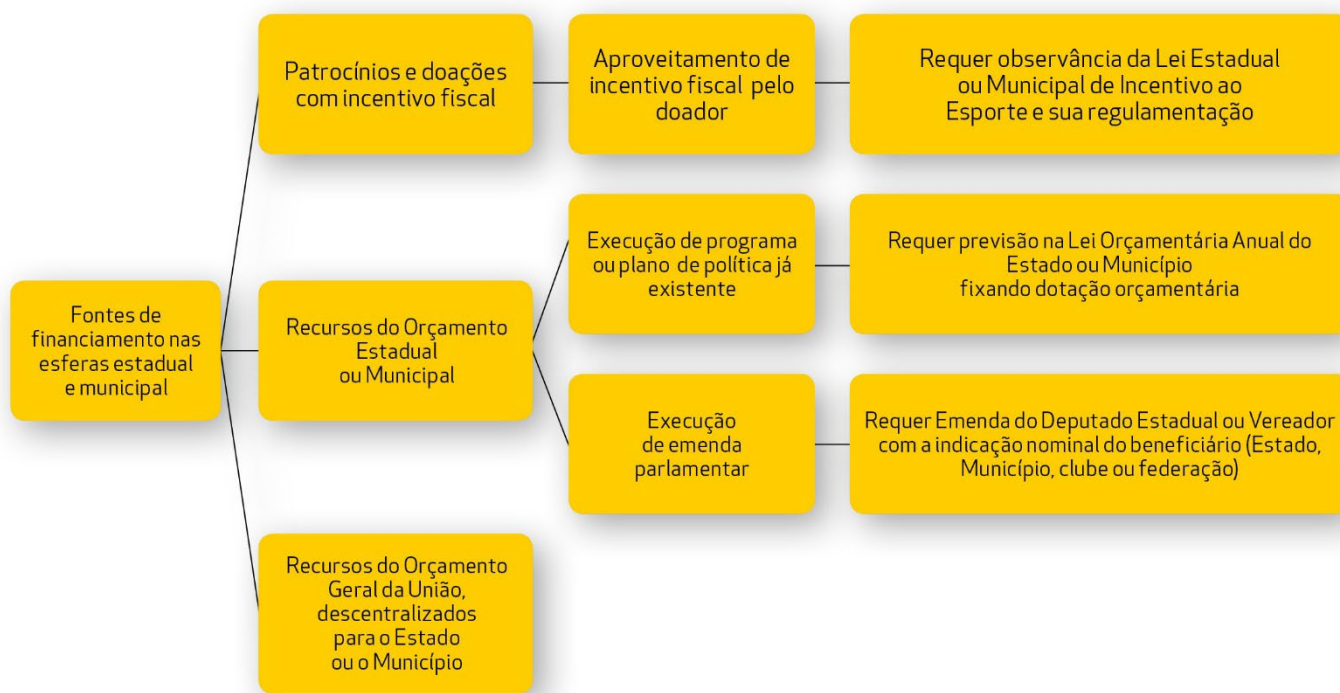 Patrocínios e doações
com incentivo fiscal
Aproveitamento de
incentivo fiscal pelo
doador
Requer observância da Lei Estadual
ou Municipal de Incentivo ao
Esporte e sua regulamentação
Fontes de
financiamento nas
esferas estadual
e municipal
Recursos do Orçamento
Estadual
ou Municipal
Execução de programa
ou plano de política já
existente
Requer previsão na Lei Orçamentária Anual do
Estado ou Município
fixando dotação orçamentária
Execução
de emenda
parlamentar
Requer Emenda do Deputado Estadual ou Vereador
com a indicação nominal do beneficiário (Estado,
Município, clube ou federação)
Recursos do Orçamento
Geral da União,
descentralizados
para o Estado
ou o Município